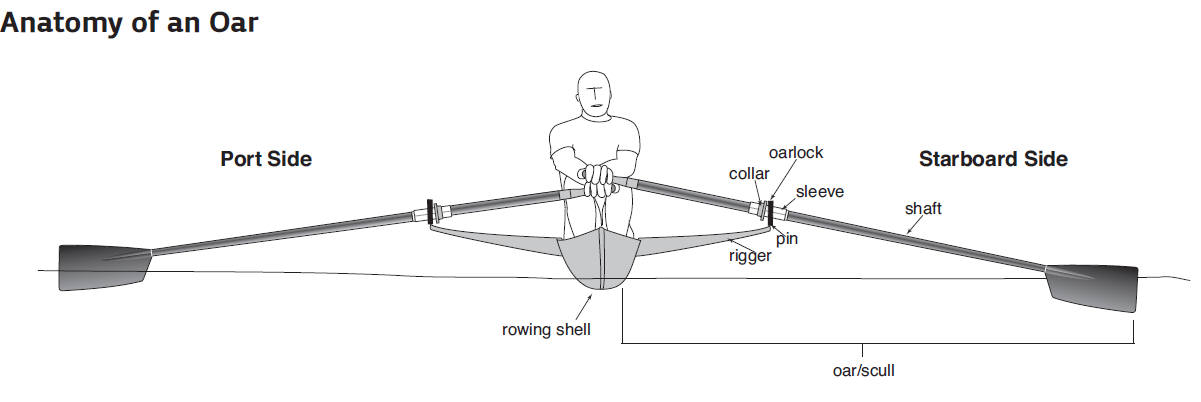 Anatomy of an Oar
Port Side
Starboard Side
oarlock
collar
sleeve
shaft
pin
rigger
rowing shell
oar/scull